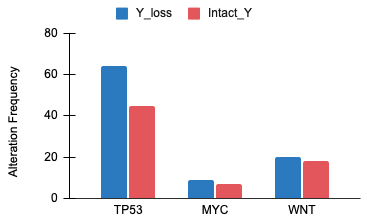 Y_loss Intact_Y
Alteration Frequency
80
60
40
20
0
TP53 MYC WNT